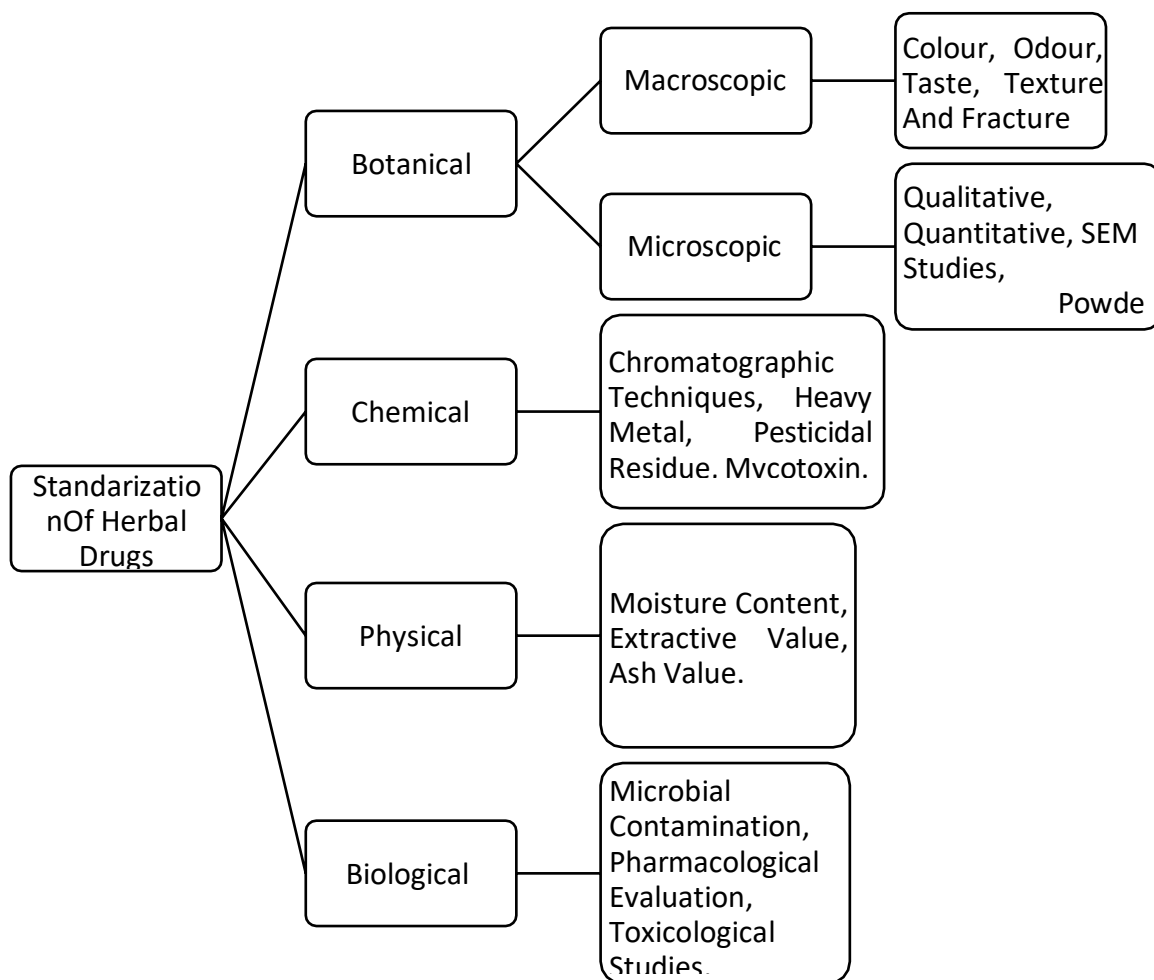 Standarizatio
nOf Herbal
Drugs
Botanical
Macroscopic
Colour, Odour,
Taste, Texture
And Fracture
Microscopic
Qualitative,
Quantitative, SEM
Studies,
Powde
Chemical
Chromatographic
Techniques, Heavy
Metal, Pesticidal
Residue. Mvcotoxin.
Physical
Moisture Content,
Extractive Value,
Ash Value.
Biological
Microbial
Contamination,
Pharmacological
Evaluation,
Toxicological
Studies.